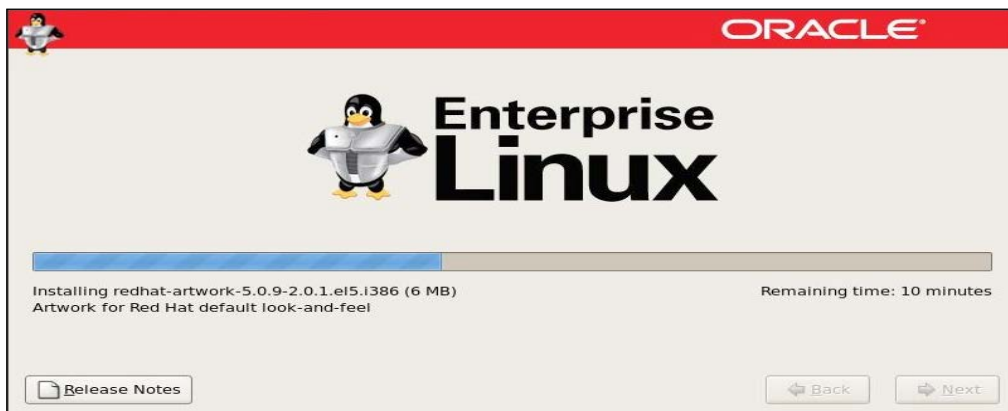 ORACLE®
Enterprise
Linux
Installing redhat-artwork-5.0.9-2.0.1.el5.i386 (6 MB)
Remaining time: 10 minutes
Artwork for Red Hat default look-and-feel
Release Notes
Back
Next